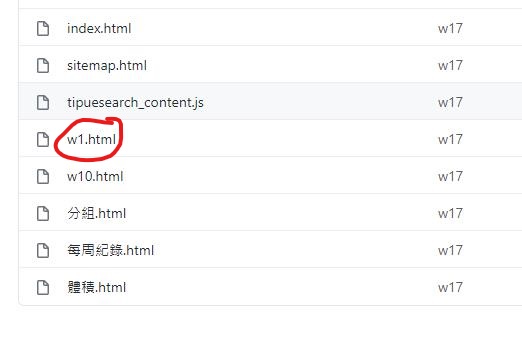 index.html w17
sitemap.html w17
tipuesearch_content.js w17
w1.html w17
w10.html w17
分組.html w17
每周紀錄.html w17
體積.html w17